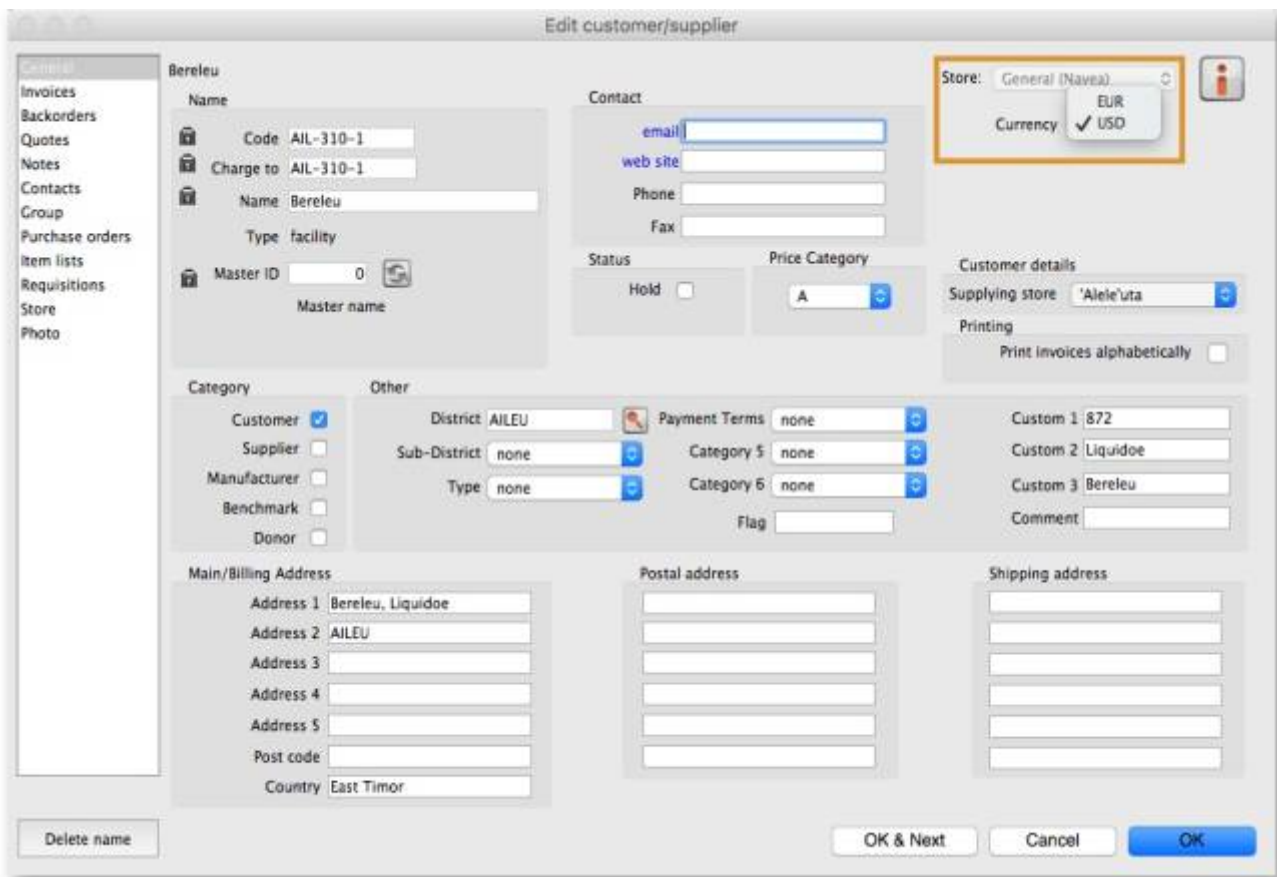 Edit customer/supplier
General
Invoices
Backorders
Quotes
Notes
Contacts
Group
Purchase orders
Item lists
Requisitions
Store
Photo
Bereleu
Name
Code AIL-310-1
Charge to AIL-310-1
Name Bereleu
Type facility
Master ID 0
Master name
Contact
email
web site
Phone
Fax
Status
Hold
Price Category
A
Store: General (Navea)
EUR
Currency ✓ USD
Customer details
Supplying store 'Alele'uta
Printing
Print invoices alphabetically
Category
Customer
Supplier
Manufacturer
Benchmark
Donor
Other
District AILEU
Sub-District none
Type none
Payment Terms none
Category 5 none
Category 6 none
Flag
Custom 1 872
Custom 2 Liquidoe
Custom 3 Bereleu
Comment
Main/Billing Address
Address 1 Bereleu, Liquidoe
Address 2 AILEU
Address 3
Address 4
Address 5
Post code
Country East Timor
Postal address
Shipping address
Delete name
OK & Next
Cancel
OK